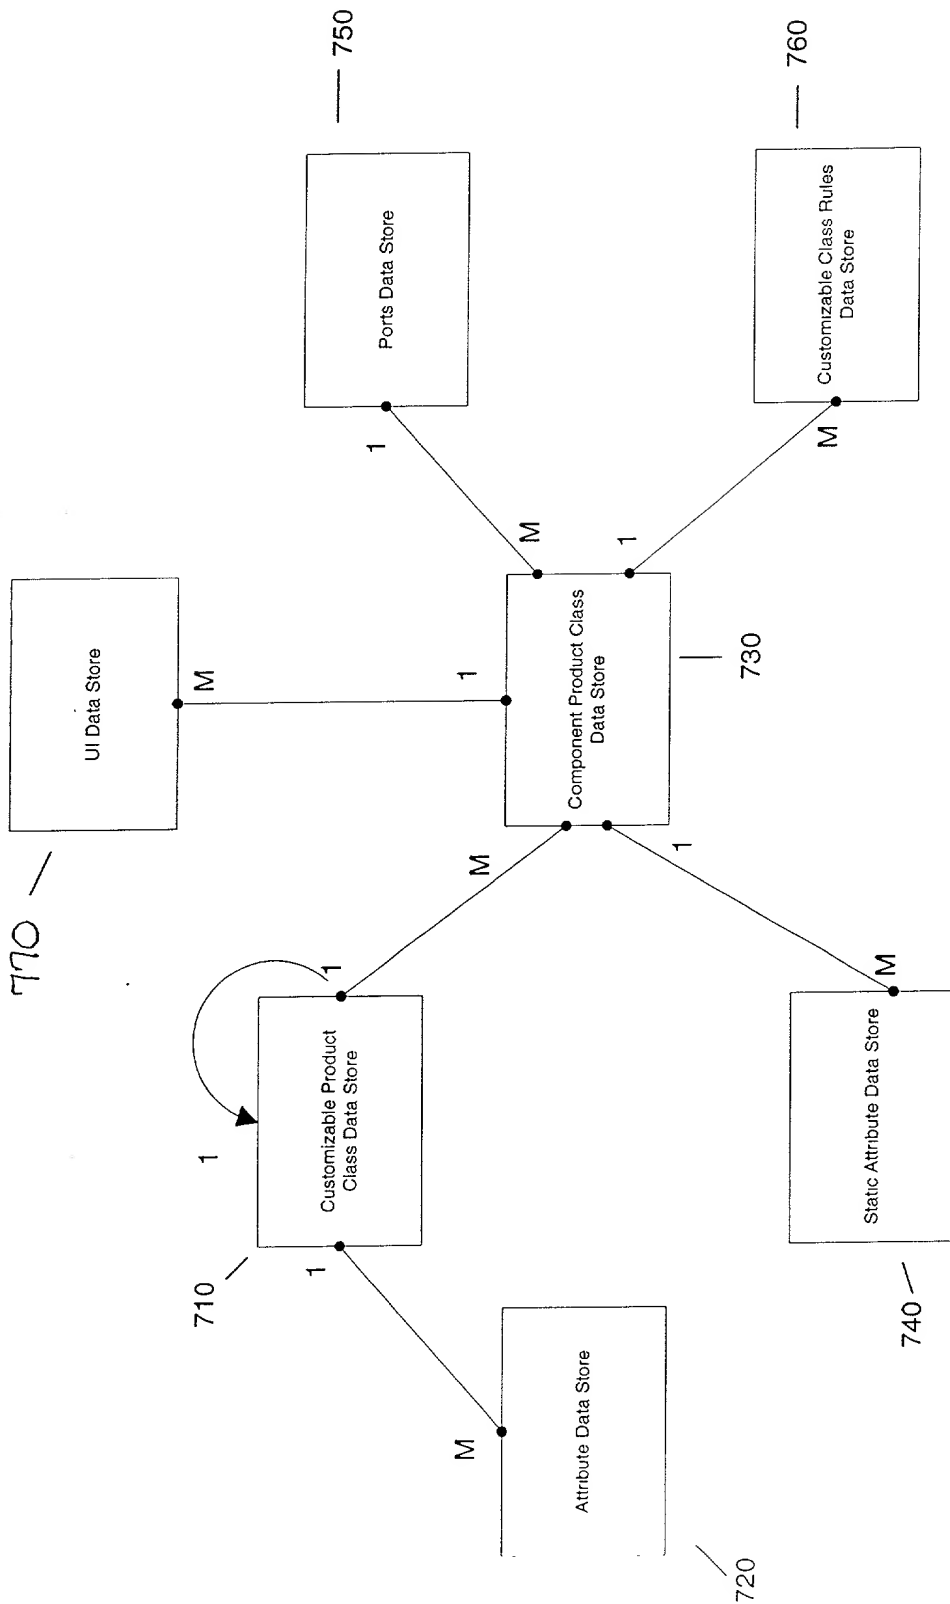 770
UI Data Store
M
1
750
Ports Data Store
1
M
760
Customizable Class Rules
Data Store
M
1
Component Product Class
Data Store
730
M
1
1
1
710
Customizable Product
Class Data Store
1
M
Attribute Data Store
720
M
Static Attribute Data Store
740